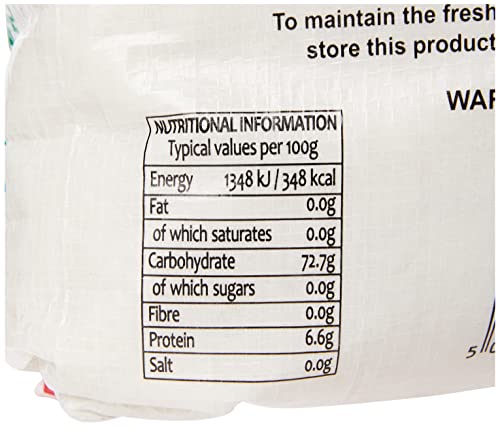 To maintain the fresh
store this product
WAR
NUTRITIONAL INFORMATION
Typical values per 100g
Energy 1348 kJ / 348 kcal
Fat 0.0g
of which saturates 0.0g
Carbohydrate 72.7g
of which sugars 0.0g
Fibre 0.0g
Protein 6.6g
Salt 0.0g
5